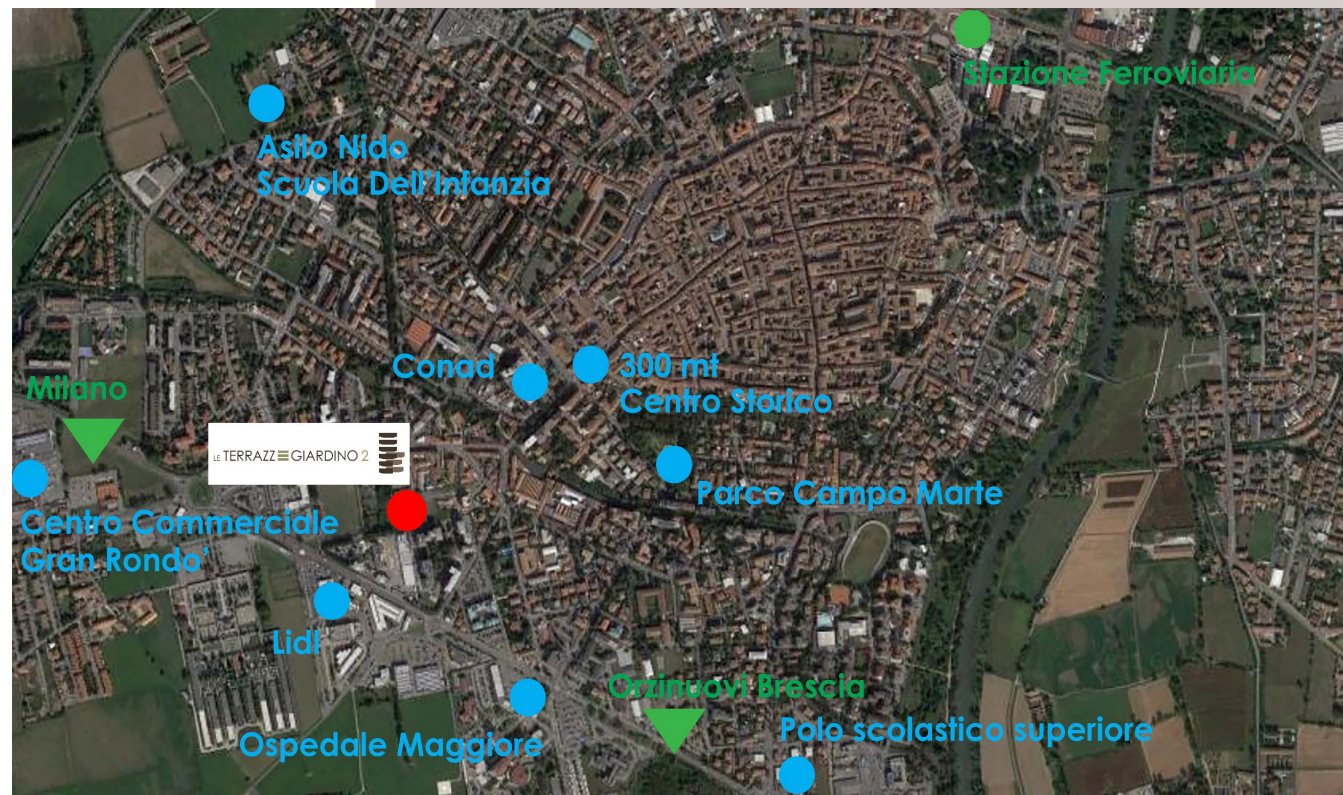 Stazione Ferroviaria
Asilo Nido
Scuola Dell'Infanzia
Conad
300 mt
Centro Storico
Milano
LE TERRAZZE GIARDINO 2
Parco Campo Marte
Centro Commerciale
Gran Rondo'
Lidl
Orzinuovi Brescia
Polo scolastico superiore
Ospedale Maggiore